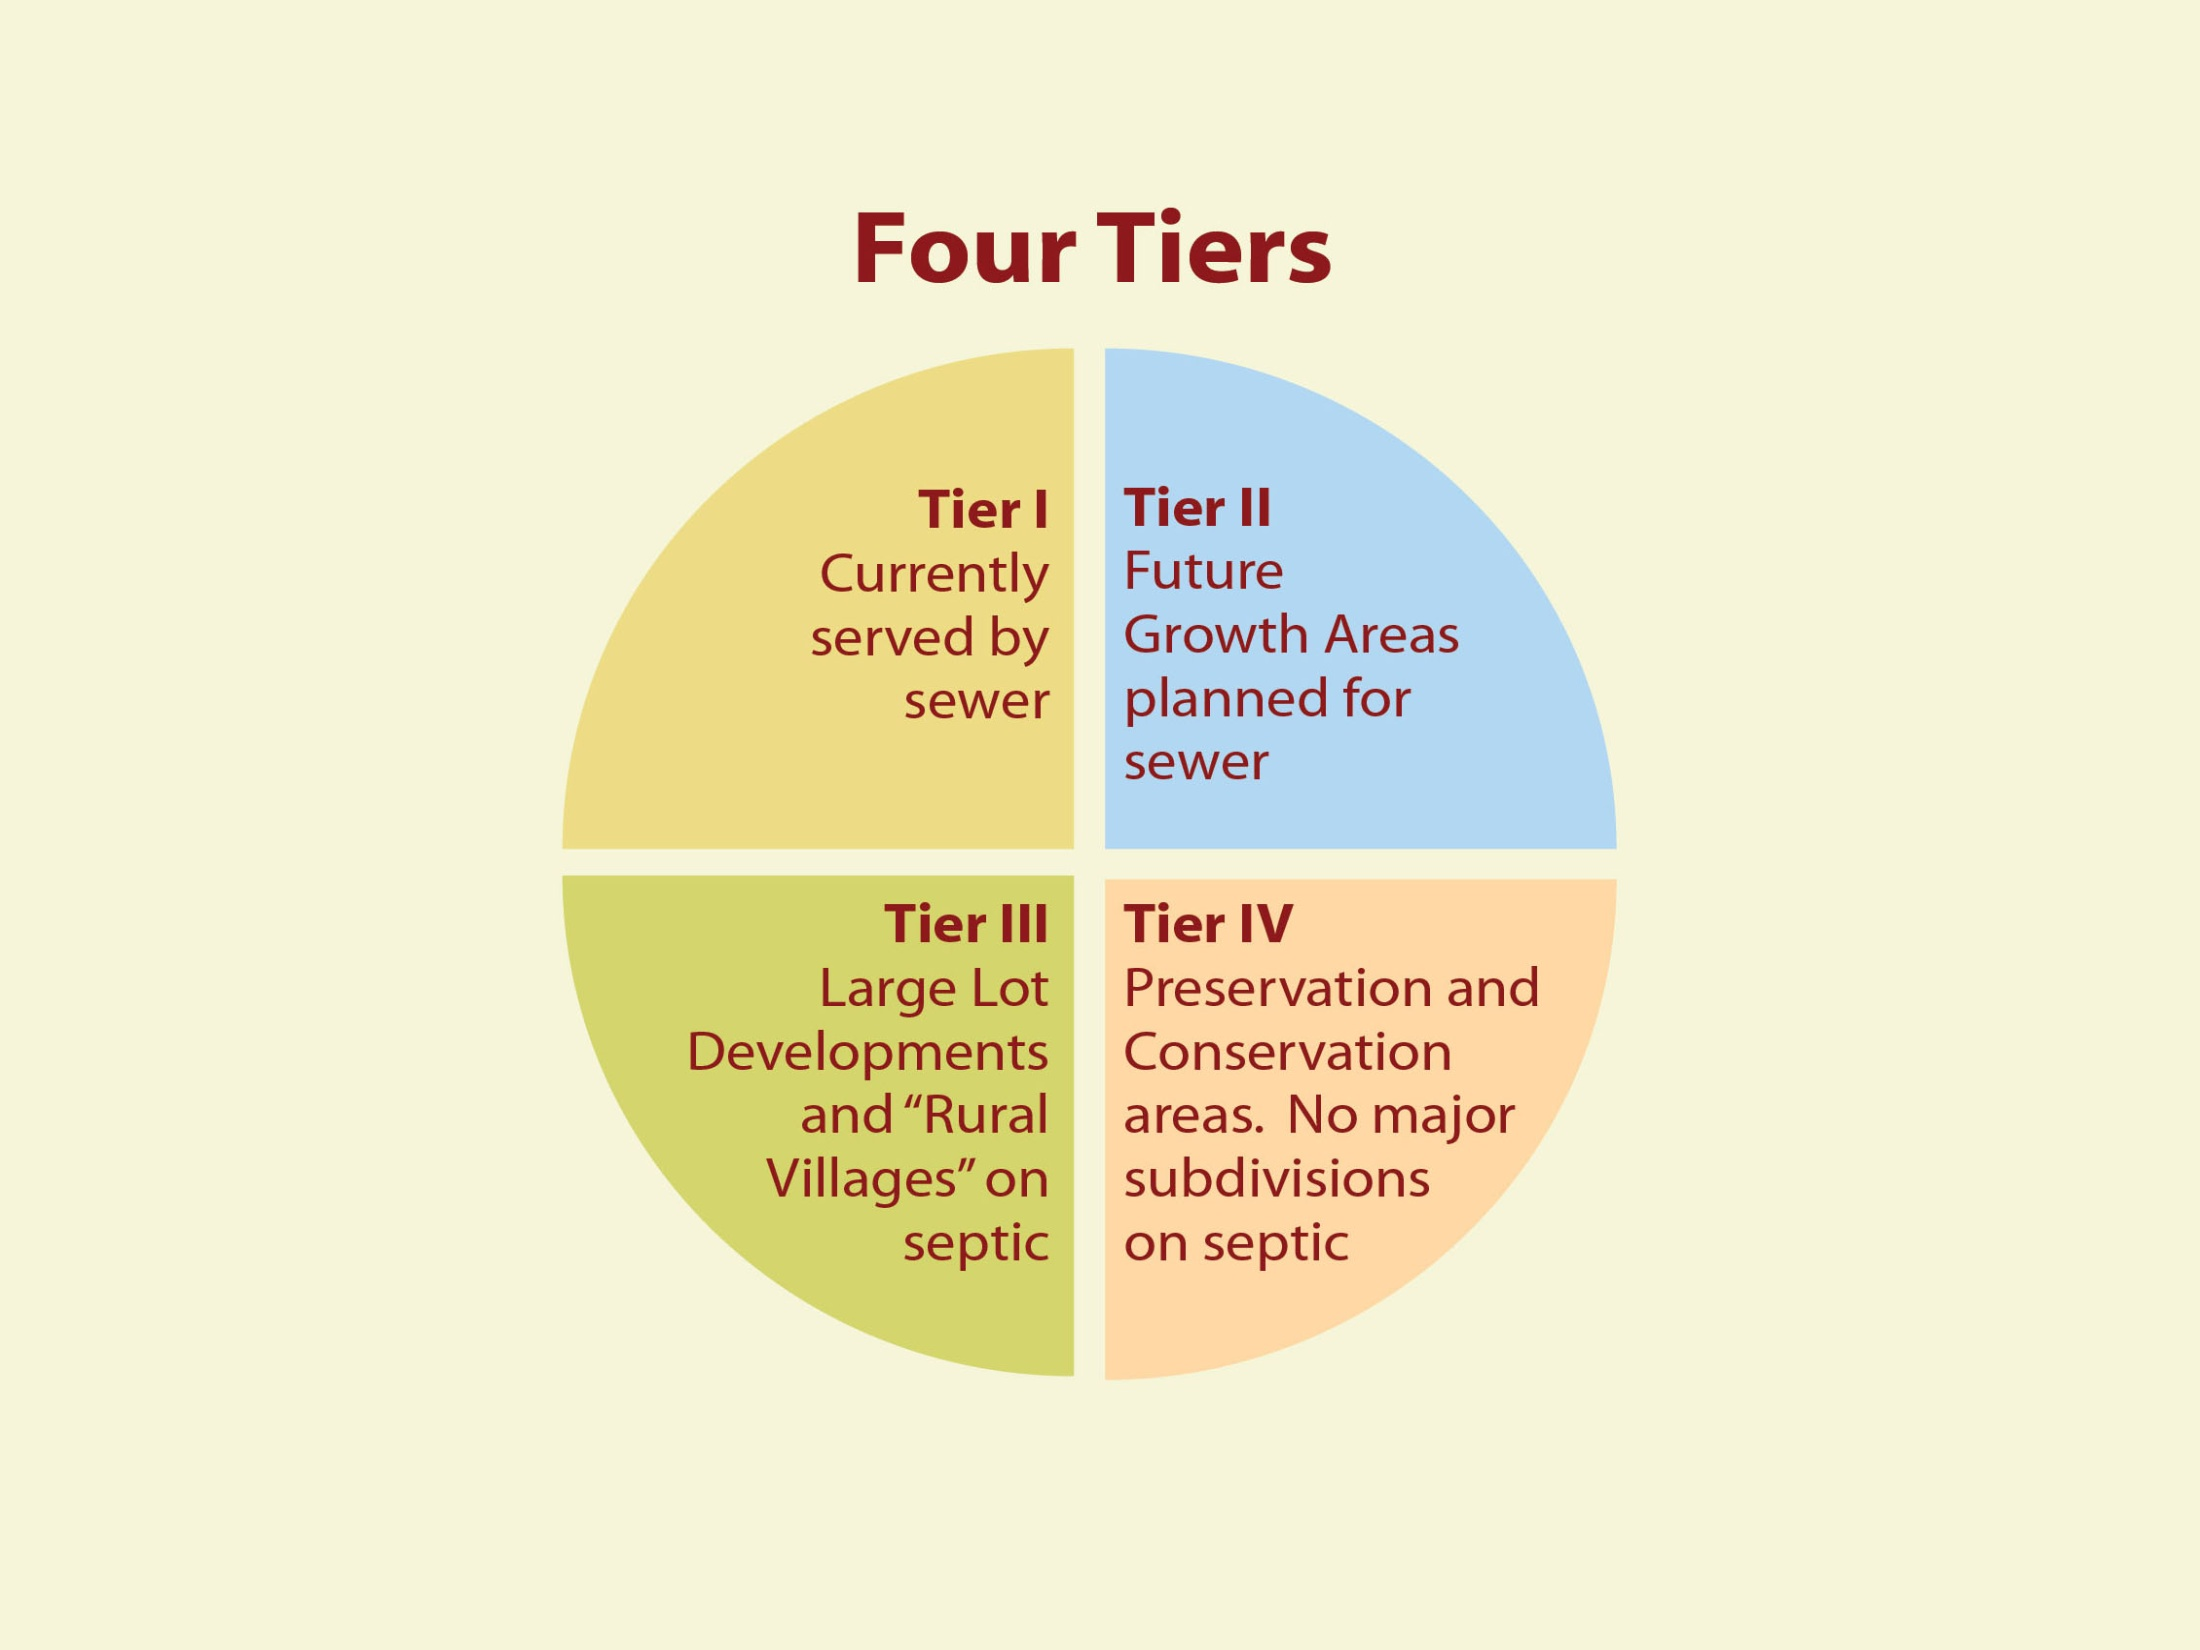 Four Tiers
Tier I
Currently
served by
sewer
Tier II
Future
Growth Areas
planned for
sewer
Tier III
Large Lot
Developments
and “Rural
Villages” on
septic
Tier IV
Preservation and
Conservation
areas.  No major
subdivisions
on septic